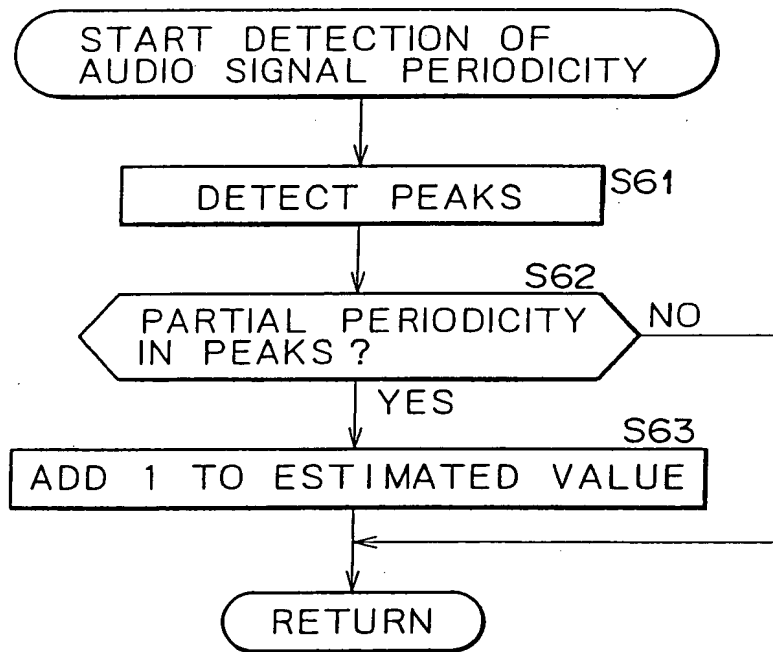 START DETECTION OF
AUDIO SIGNAL PERIODICITY
DETECT PEAKS
S61
S62
PARTIAL PERIODICITY
IN PEAKS?
NO
YES
S63
ADD 1 TO ESTIMATED VALUE
RETURN